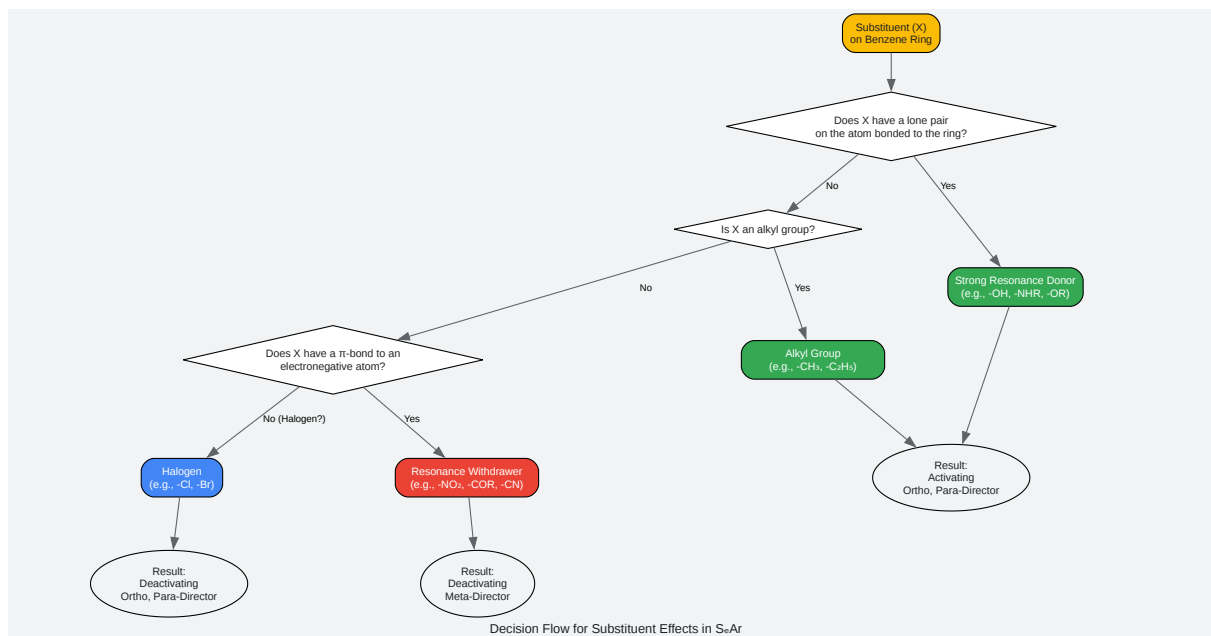 Substituent (X)
on Benzene Ring
Does X have a lone pair
on the atom bonded to the ring?
No
Yes
Is X an alkyl group?
Strong Resonance Donor
(e.g., -OH, -NHR, -OR)
No
Yes
Does X have a π-bond to an
electronegative atom?
Alkyl Group
(e.g., -CH₃, -C₂H₅)
No (Halogen?)
Yes
Halogen
(e.g., -Cl, -Br)
Resonance Withdrawer
(e.g., -NO₂, -COR, -CN)
Result:
Activating
Ortho, Para-Director
Result:
Deactivating
Ortho, Para-Director
Result:
Deactivating
Meta-Director
Decision Flow for Substituent Effects in SₑAr